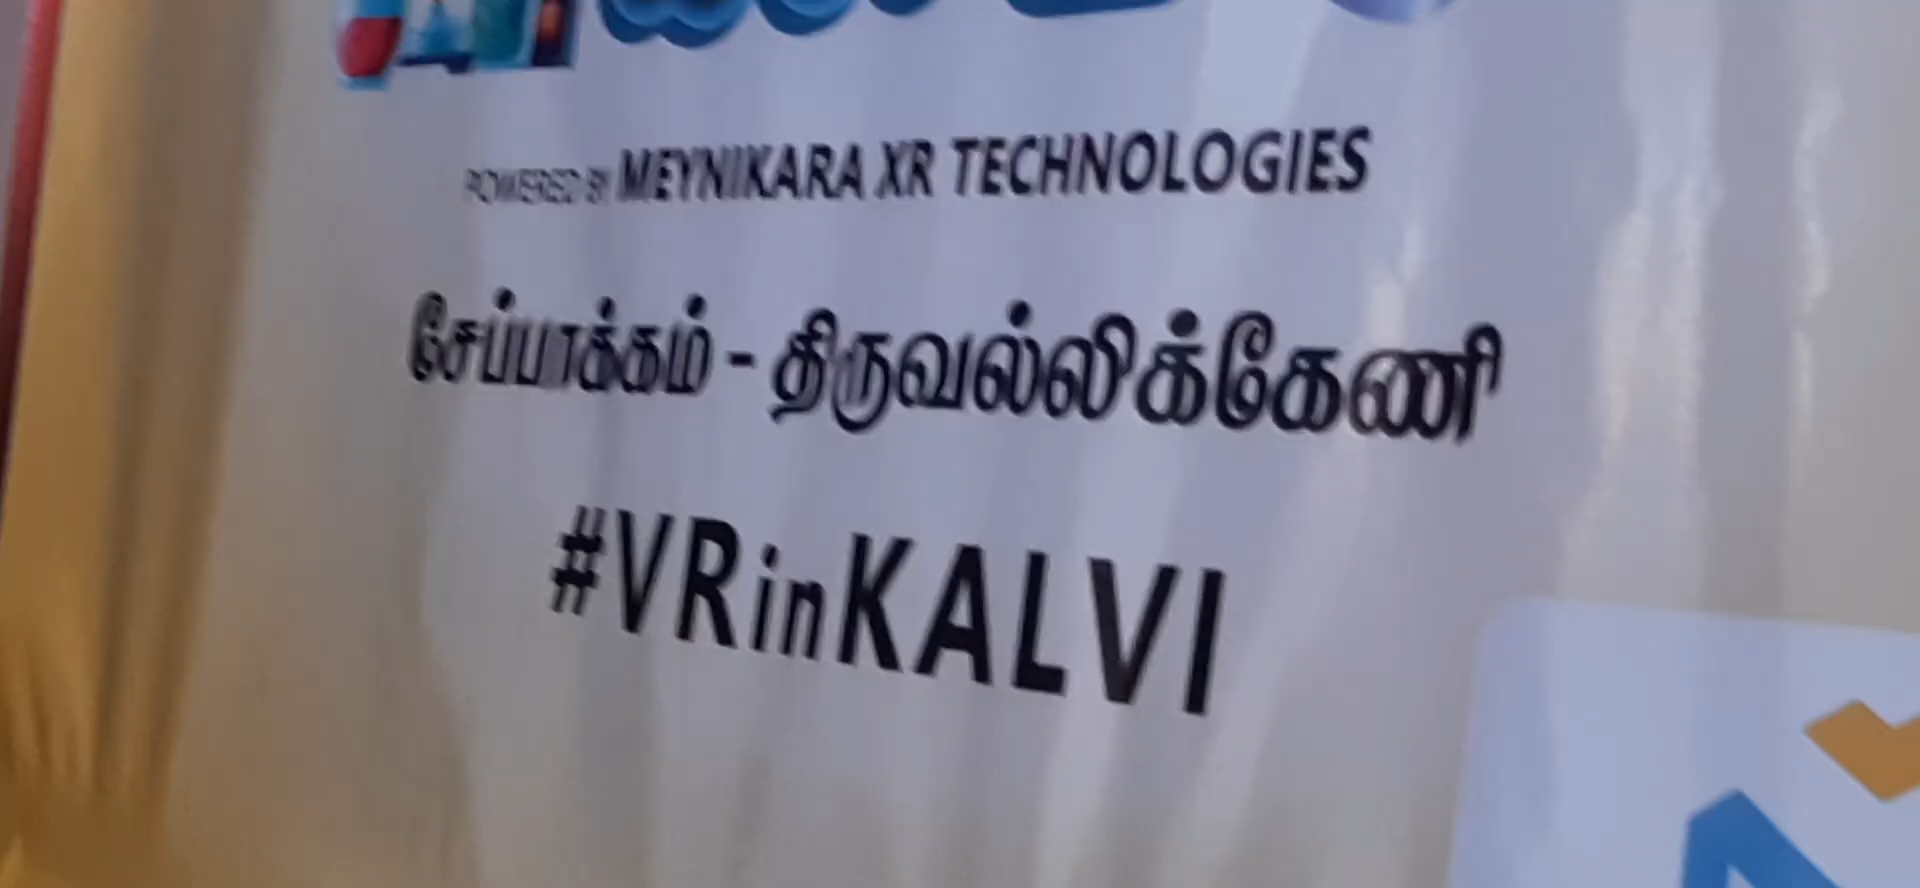 POWERED BY MEYNIKARA XR TECHNOLOGIES
சேப்பாக்கம் - திருவல்லிக்கேணி
#VRinKALVI